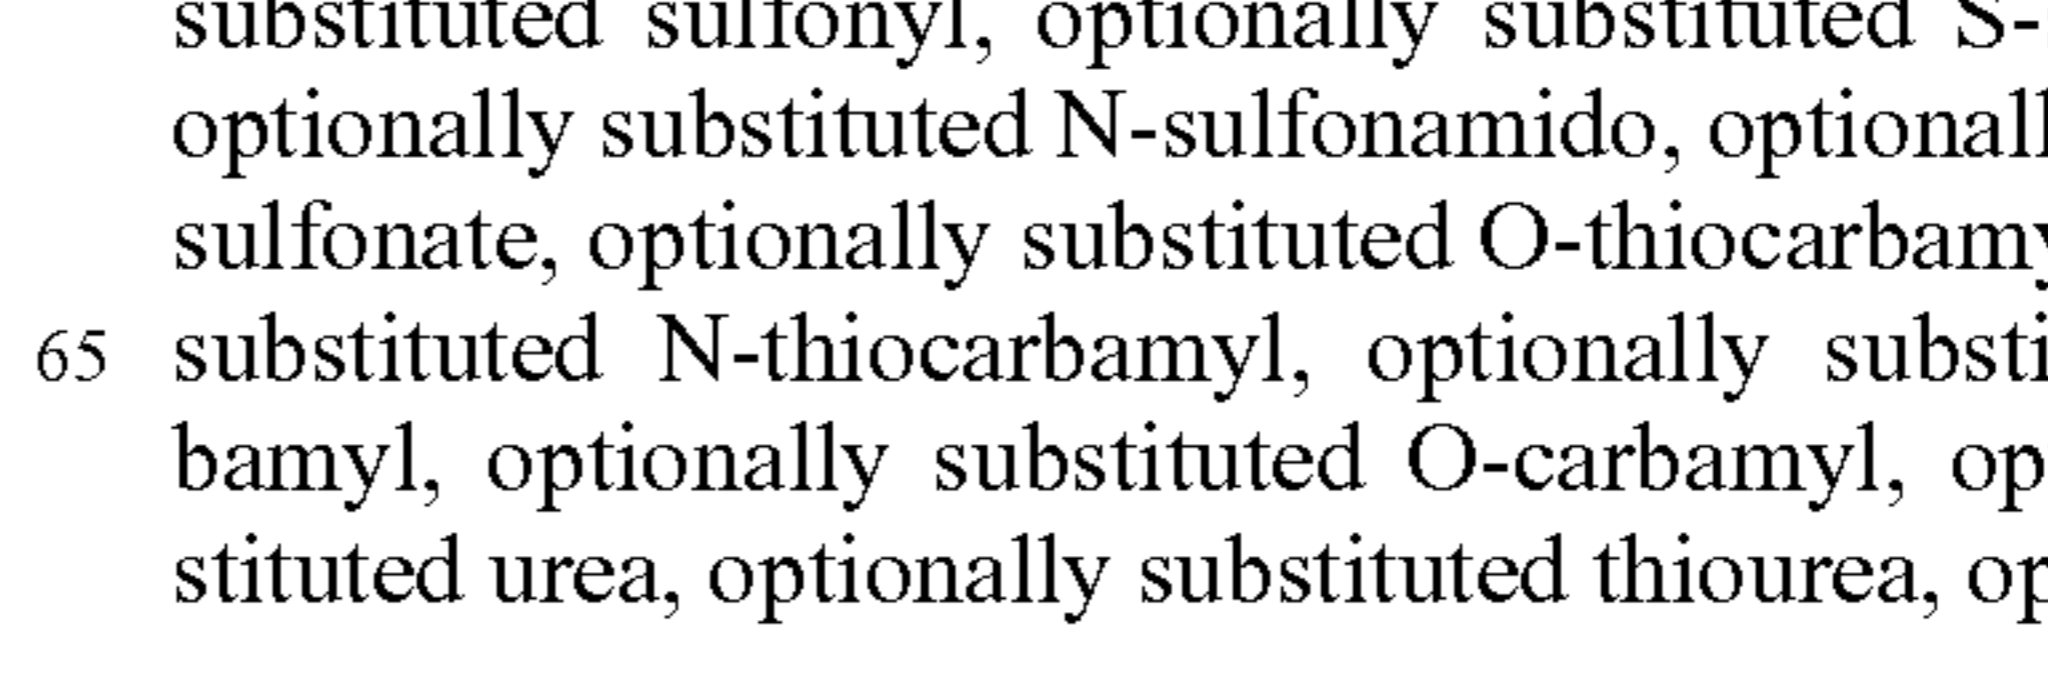 substituted sulfonyl, optionally substituted S-
optionally substituted N-sulfonamido, optionall
sulfonate, optionally substituted O-thiocarbamy
65 substituted N-thiocarbamyl, optionally substi
bamyl, optionally substituted O-carbamyl, op
stituted urea, optionally substituted thiourea, op